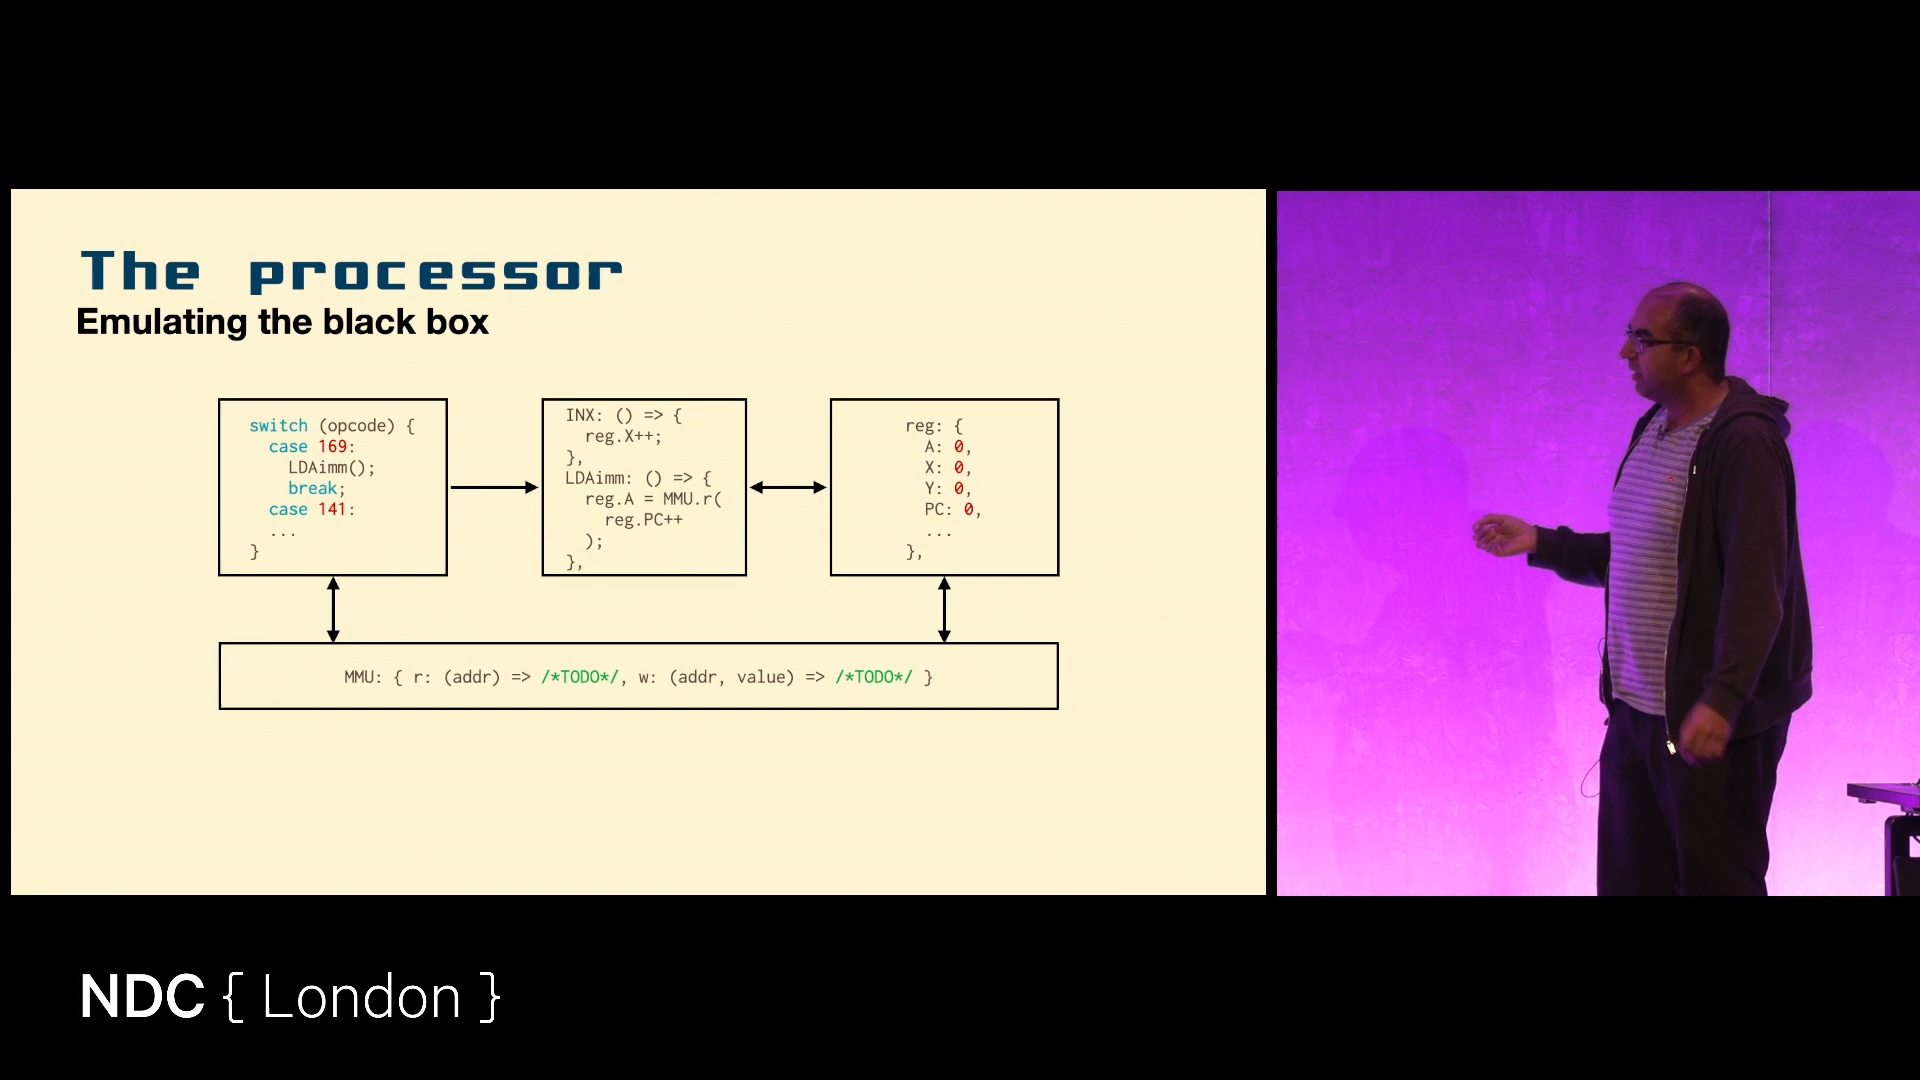 The processor
Emulating the black box
switch (opcode) {
case 169:
LDAimm();
break;
case 141:
...
}
INX: () => {
reg.X++;
},
LDAimm: () => {
reg.A = MMU.r(
reg.PC++
);
},
reg: {
A: 0,
X: 0,
Y: 0,
PC: 0,
...
},
MMU: { r: (addr) => /*TODO*/, w: (addr, value) => /*TODO*/ }
NDC { London }